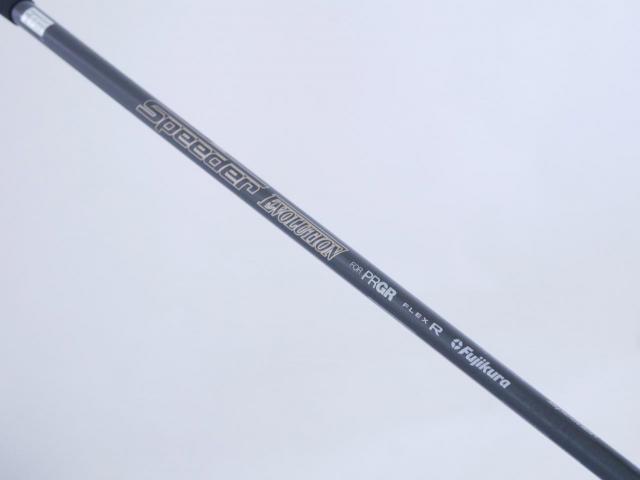 Speeder EVOLUTION FOR PRGR FLEX R Fujikura